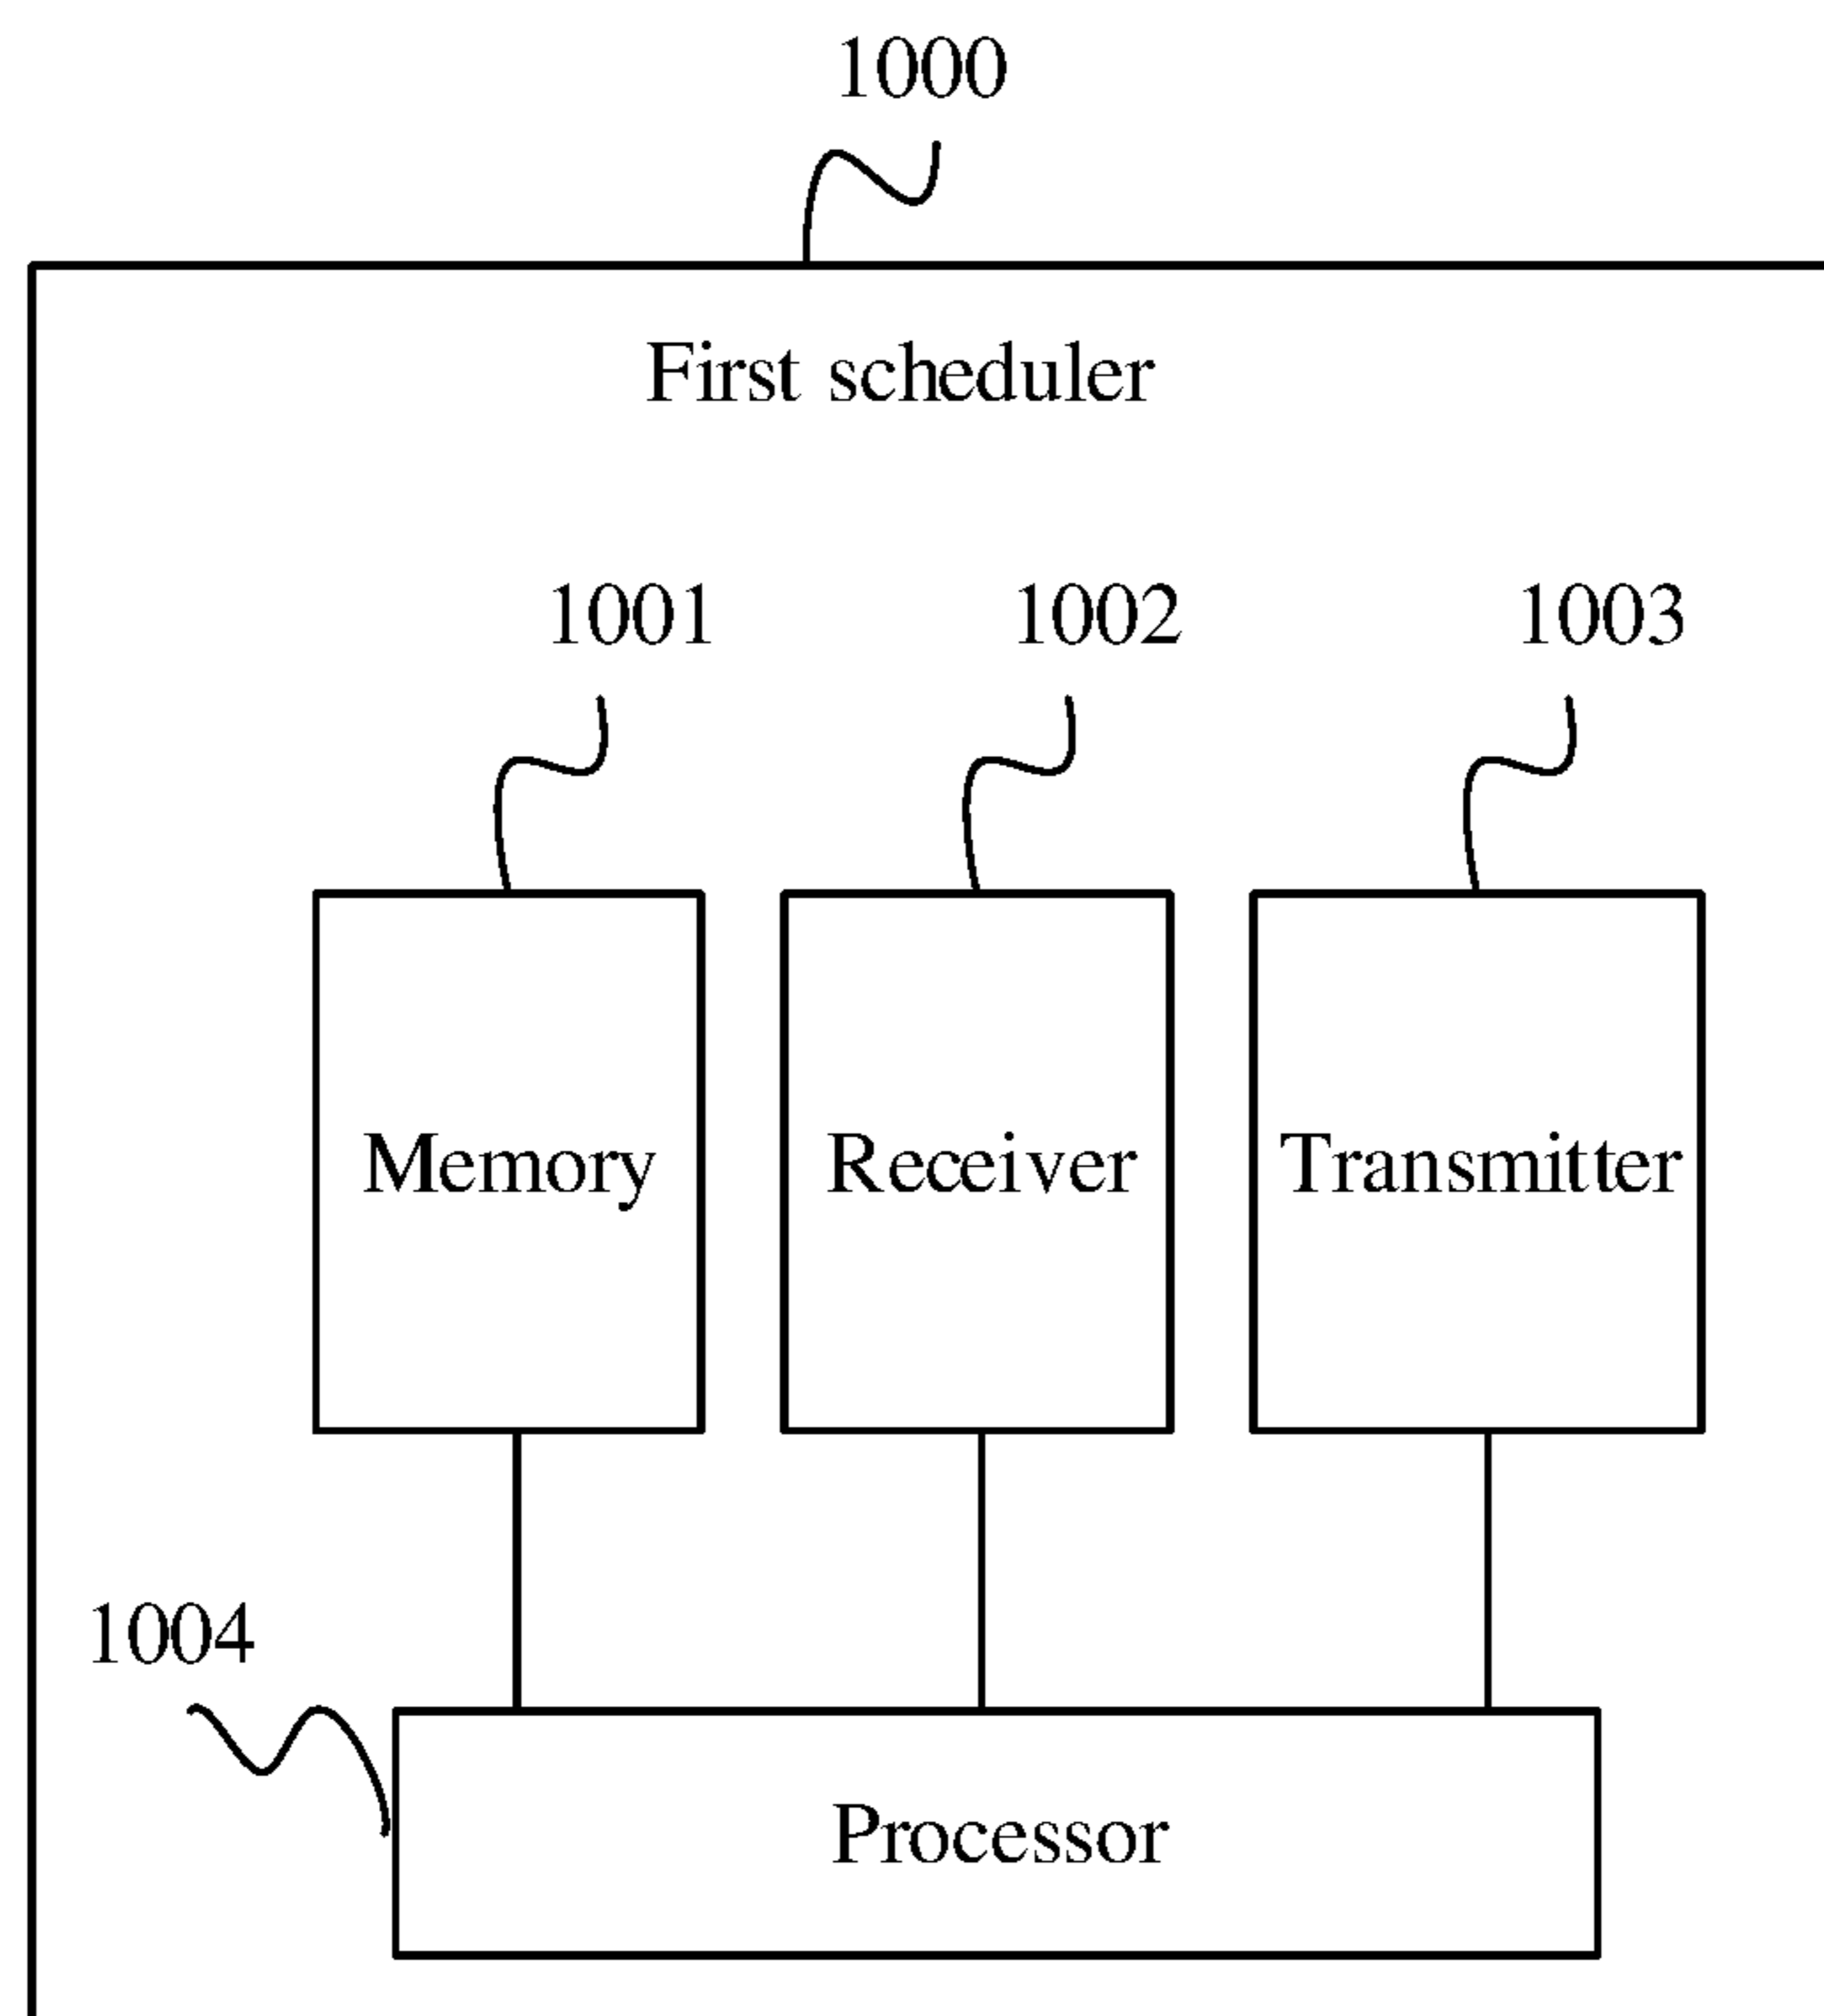 1000
First scheduler
1001 1002 1003
Memory Receiver Transmitter
1004
Processor